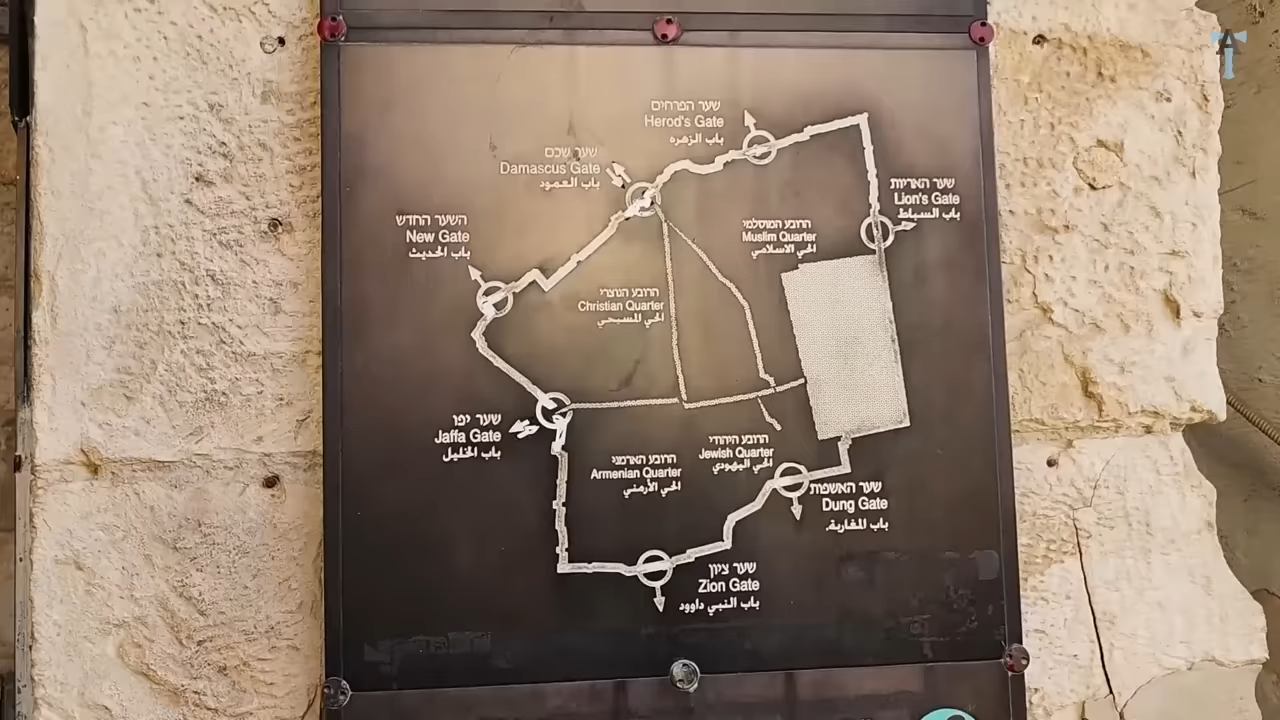 שער הפרחים
Herod's Gate
باب الزهره
שער שכם
Damascus Gate
باب العمود
שער האריות
Lion's Gate
باب السباط
השער החדש
New Gate
باب الحديث
הרובע המוסלמי
Muslim Quarter
الحي الاسلامي
הרובע הנוצרי
Christian Quarter
الحي المسيحي
שער יפו
Jaffa Gate
باب الخليل
הרובע היהודי
Jewish Quarter
الحي اليهودي
הרובע הארמני
Armenian Quarter
الحي الأرمني
שער האשפות
Dung Gate
باب المغاربة.
שער ציון
Zion Gate
باب النبي داوود